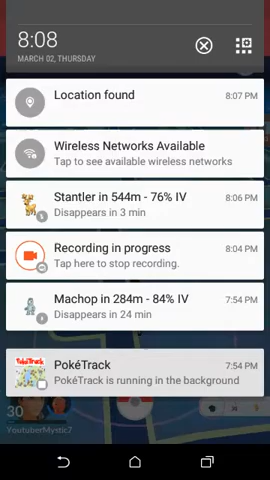 8:08
MARCH 02, THURSDAY
Location found
8:07 PM
Wireless Networks Available
Tap to see available wireless networks
Stantler in 544m - 76% IV
8:06 PM
Disappears in 3 min
Recording in progress
8:04 PM
Tap here to stop recording.
Machop in 284m - 84% IV
7:54 PM
Disappears in 24 min
PokéTrack
PokéTrack
7:54 PM
PokéTrack is running in the background
30
YoutuberMystic7